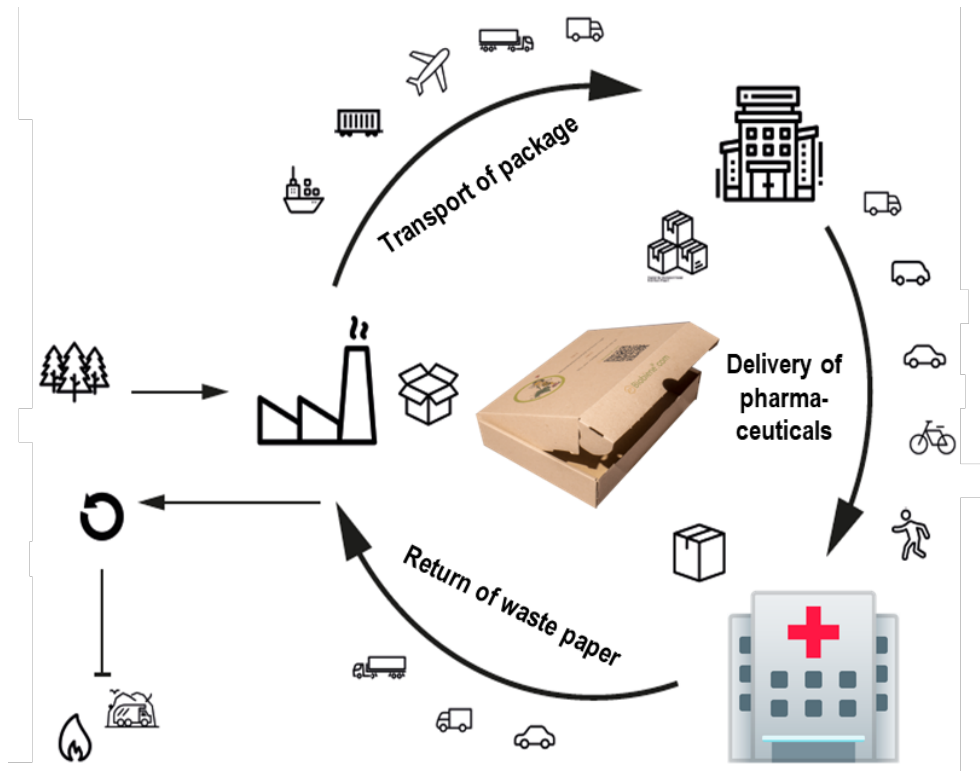 Transport of package
Delivery of
pharma-
ceuticals
Return of waste paper